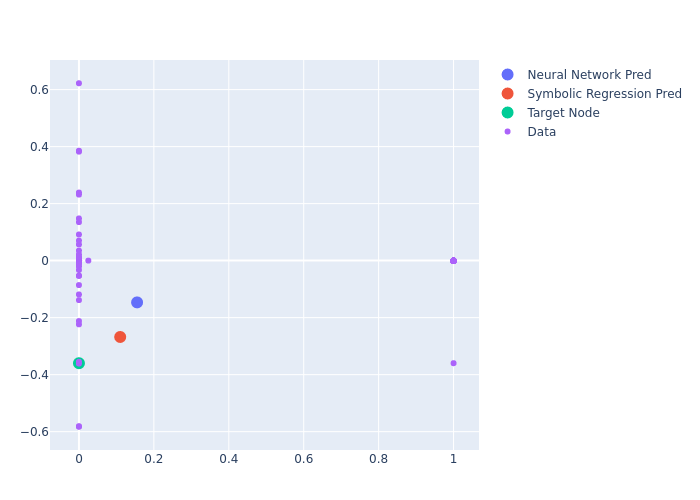 Neural Network Pred
Symbolic Regression Pred
Target Node
Data
0.6
0.4
0.2
0
−0.2
−0.4
−0.6
0 0.2 0.4 0.6 0.8 1